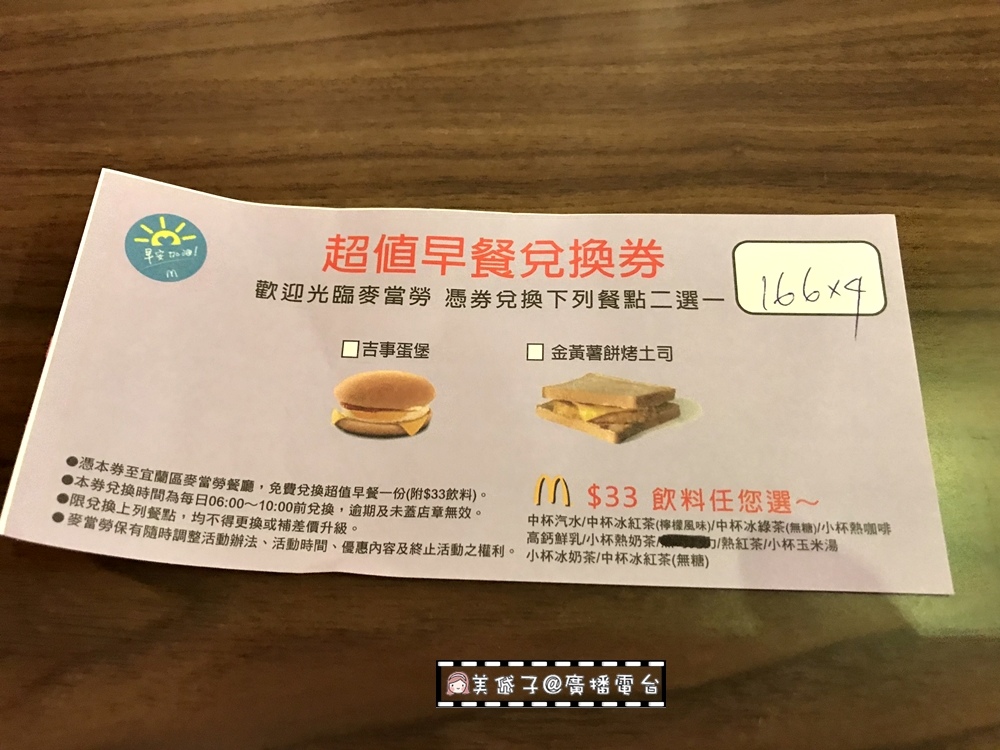 早安加油!
超值早餐兌換券
歡迎光臨麥當勞 憑券兌換下列餐點二選一
166×4
吉事蛋堡
金黃薯餅烤土司
●憑本券至宜蘭區麥當勞餐廳，免費兌換超值早餐一份(附$33飲料)。
●本券兌換時間為每日06:00～10:00前兌換，逾期及未蓋店章無效。
●限兌換上列餐點，均不得更換或補差價升級。
●麥當勞保有隨時調整活動辦法、活動時間、優惠內容及終止活動之權利。
$33 飲料任您選～
中杯汽水/中杯冰紅茶(檸檬風味)/中杯冰綠茶(無糖)/小杯熱咖啡
高鈣鮮乳/小杯熱奶茶/力/熱紅茶/小杯玉米湯
小杯冰奶茶/中杯冰紅茶(無糖)
美袋子@廣播電台